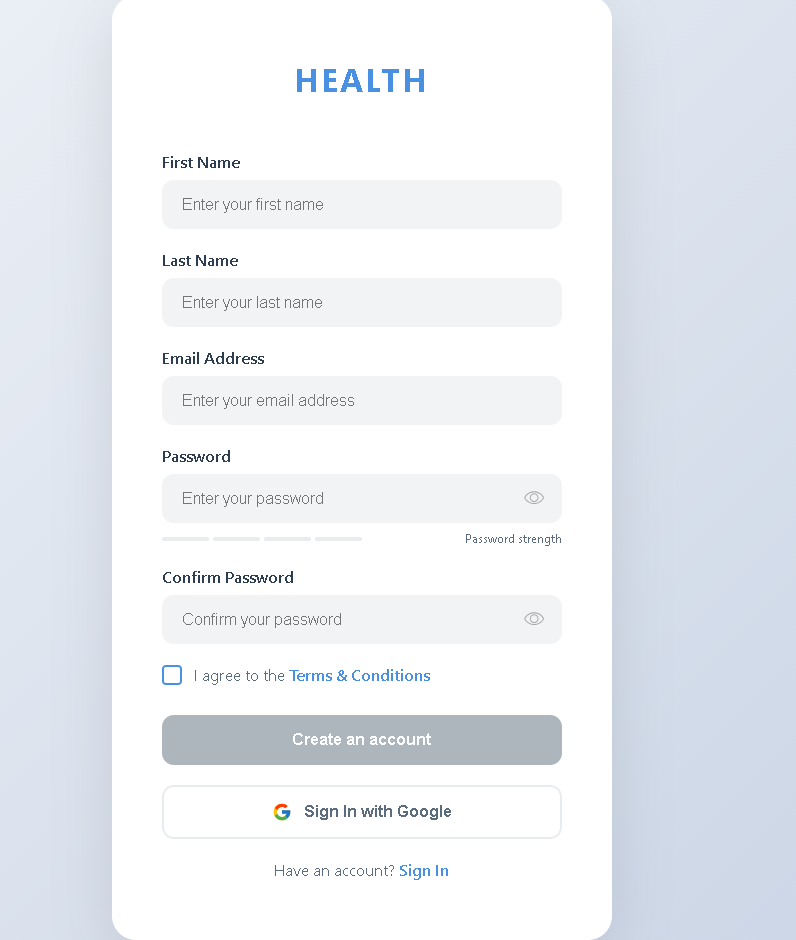 HEALTH
First Name
Enter your first name
Last Name
Enter your last name
Email Address
Enter your email address
Password
Enter your password
Password strength
Confirm Password
Confirm your password
I agree to the Terms & Conditions
Create an account
Sign In with Google
Have an account? Sign In